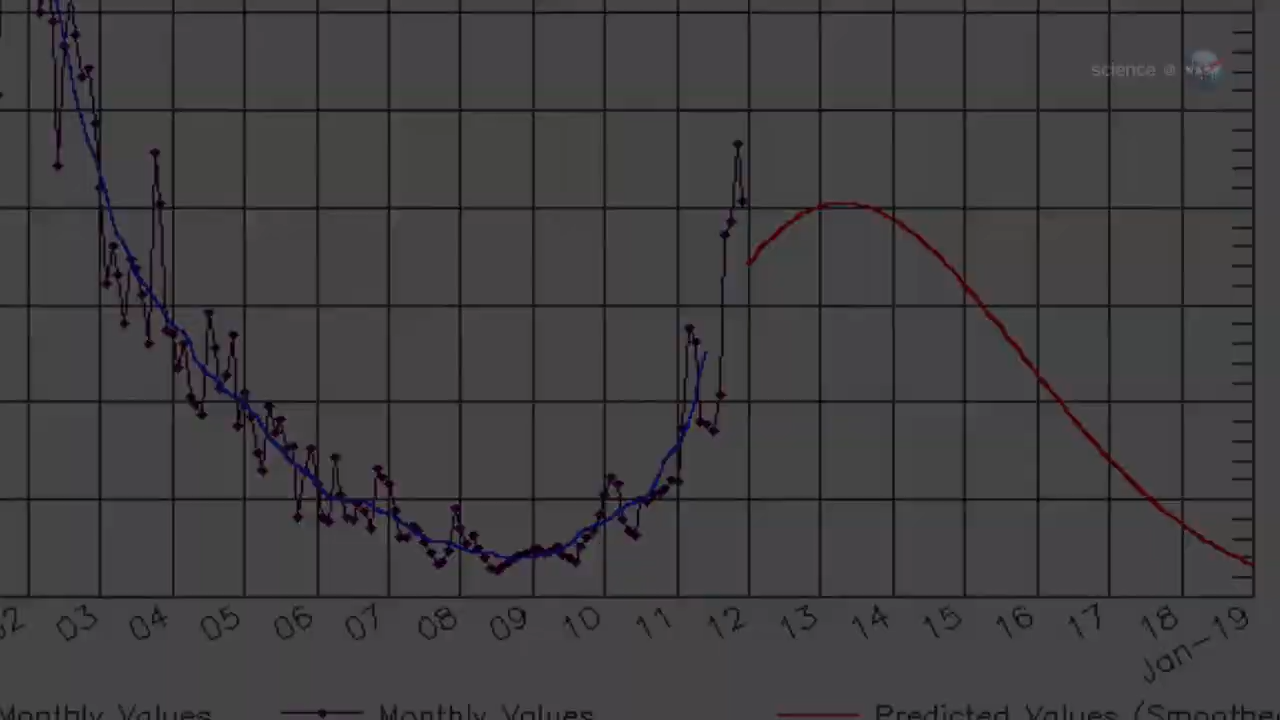 science @ NASA
02 03 04 05 06 07 08 09 10 11 12 13 14 15 16 17 18 Jan-19
Monthly Values Monthly Values Predicted Values (Smoothe